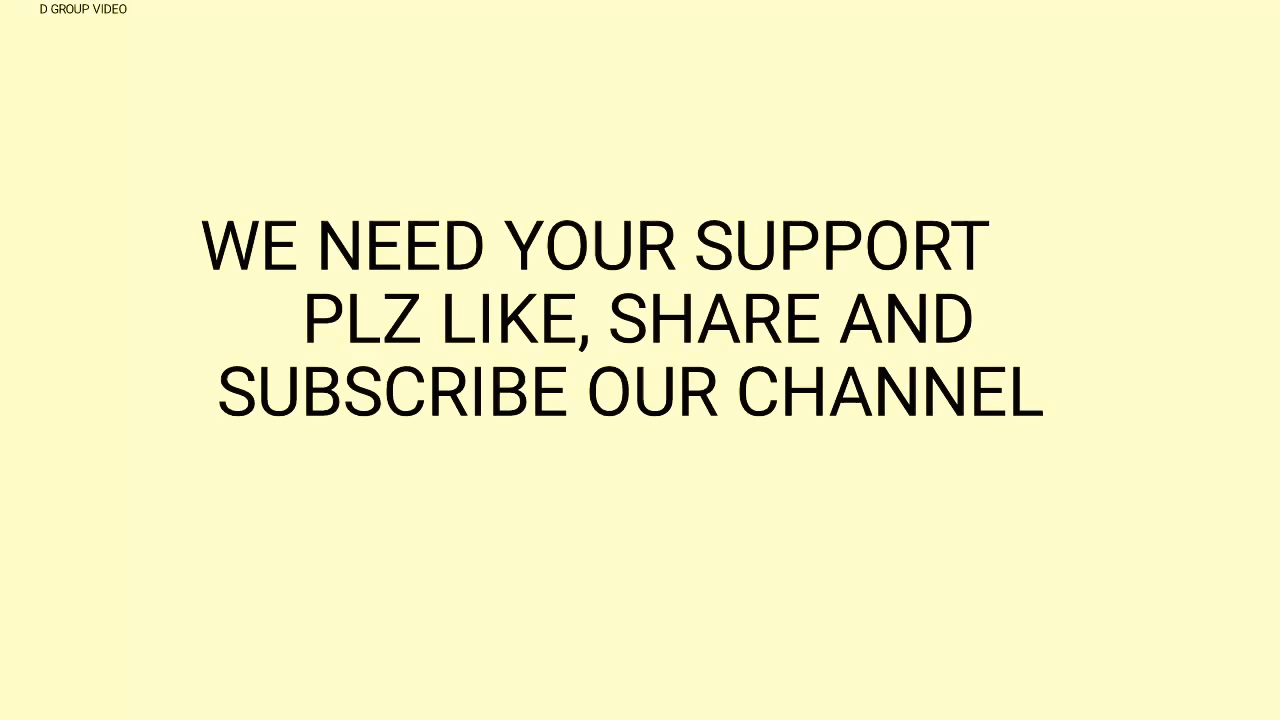 D GROUP VIDEO
WE NEED YOUR SUPPORT
PLZ LIKE, SHARE AND
SUBSCRIBE OUR CHANNEL